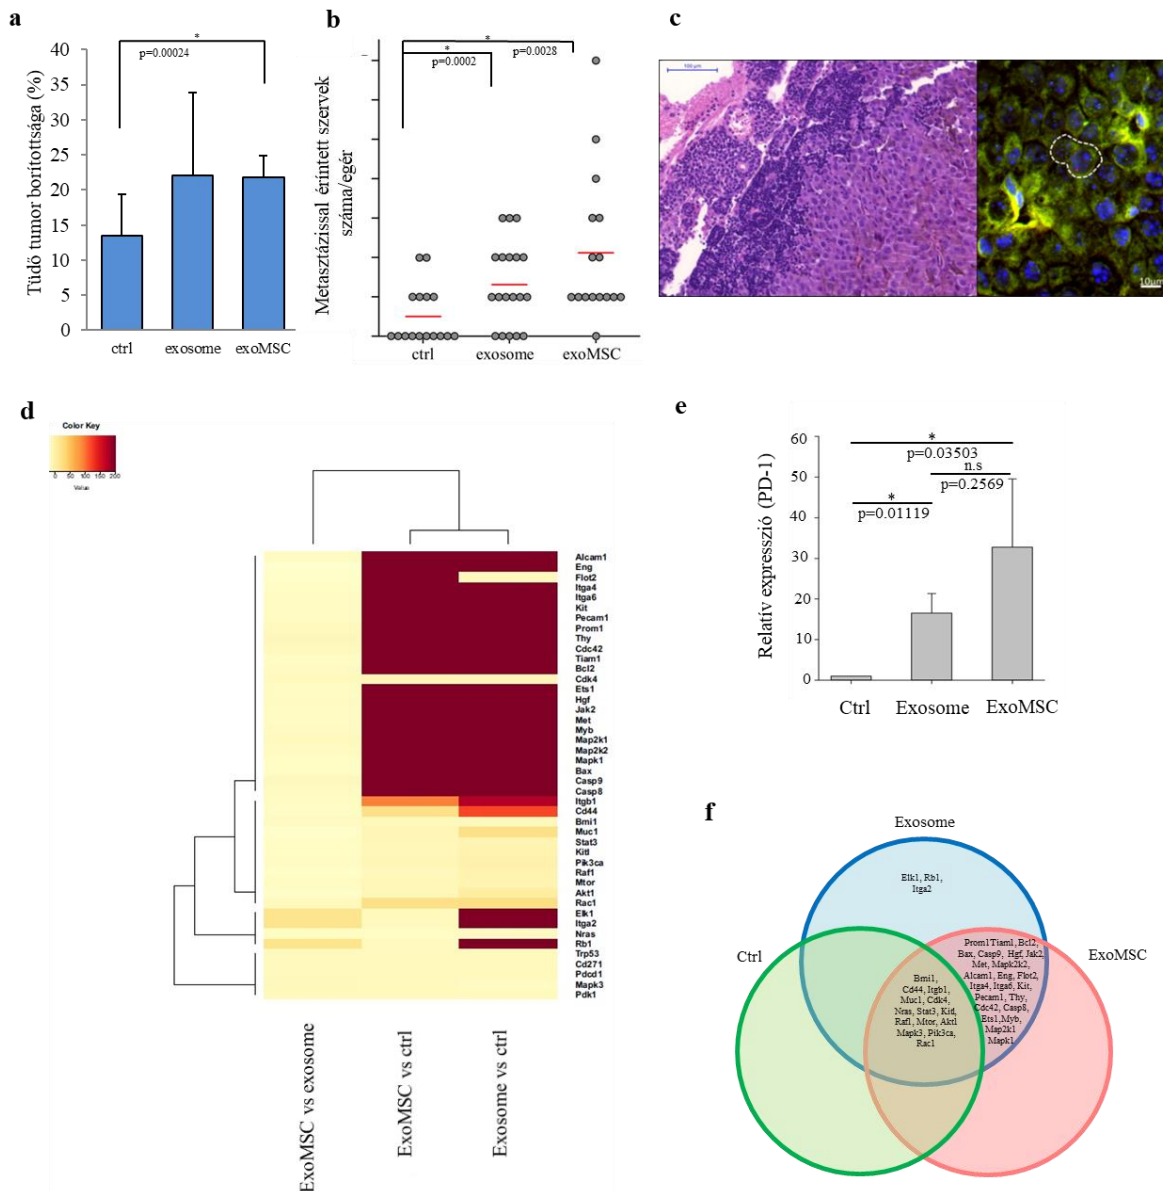 a
*
p=0.00024
Tüdő tumor borítottsága (%)
40
35
30
25
20
15
10
5
0
ctrl
exosome
exoMSC
b
*
*
p=0.0002
p=0.0028
Metasztázissal érintett szervek
száma/egér
ctrl
exosome
exoMSC
c
100 µm
10µm
d
Color Key
0 50 100 150 200
Value
Alcam1
Eng
Flot2
Itga4
Itga6
Kit
Pecam1
Prom1
Thy
Cdc42
Tiam1
Bcl2
Cdk4
Ets1
Hgf
Jak2
Met
Myb
Map2k1
Map2k2
Mapk1
Bax
Casp9
Casp8
Itgb1
Cd44
Bmi1
Muc1
Stat3
Kitl
Pik3ca
Raf1
Mtor
Akt1
Rac1
Elk1
Itga2
Nras
Rb1
Trp53
Cd271
Pdcd1
Mapk3
Pdk1
ExoMSC vs exosome
ExoMSC vs ctrl
Exosome vs ctrl
e
Relatív expresszió (PD-1)
60
50
40
30
20
10
0
*
p=0.03503
n.s
p=0.2569
*
p=0.01119
Ctrl
Exosome
ExoMSC
f
Exosome
Elk1, Rb1,
Itga2
Ctrl
ExoMSC
Prom1Tiam1, Bcl2,
Bax, Casp9, Hgf, Jak2,
Met, Mapk2k2,
Alcam1, Eng, Flot2,
Itga4, Itga6, Kit,
Pecam1, Thy,
Cdc42, Casp8,
Ets1,Myb,
Map2k1
Mapk1
Bmi1,
Cd44, Itgb1,
Muc1, Cdk4,
Nras, Stat3, Kitl,
Raf1, Mtor, Akt1
Mapk3, Pik3ca,
Rac1